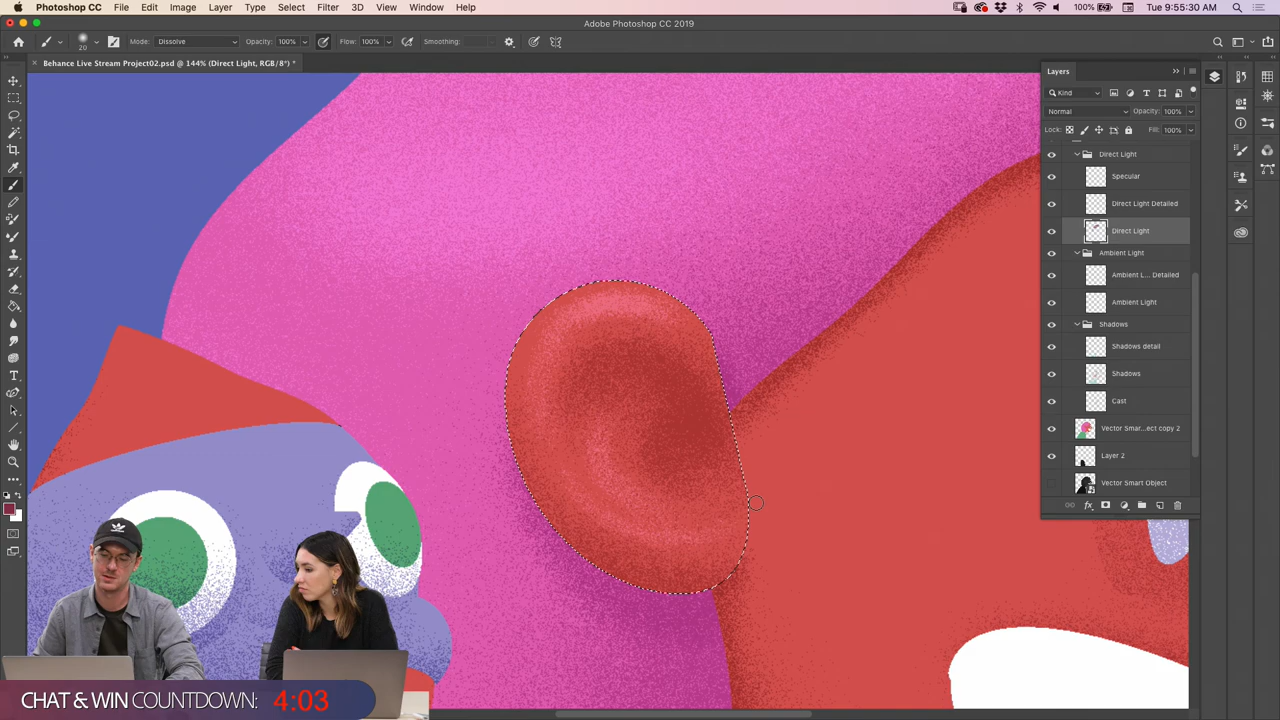 Photoshop CC File Edit Image Layer Type Select Filter 3D View Window Help 100% Tue 9:55:30 AM
Adobe Photoshop CC 2019
20 Mode: Dissolve Opacity: 100% Flow: 100% Smoothing:
Behance Live Stream Project02.psd @ 144% (Direct Light, RGB/8*) *
Layers
Kind
Normal Opacity: 100%
Lock: Fill: 100%
Direct Light
Specular
Direct Light Detailed
Direct Light
Ambient Light
Ambient L... Detailed
Ambient Light
Shadows
Shadows detail
Shadows
Cast
Vector Smar...ect copy 2
Layer 2
Vector Smart Object
fx
CHAT & WIN COUNTDOWN: 4:03